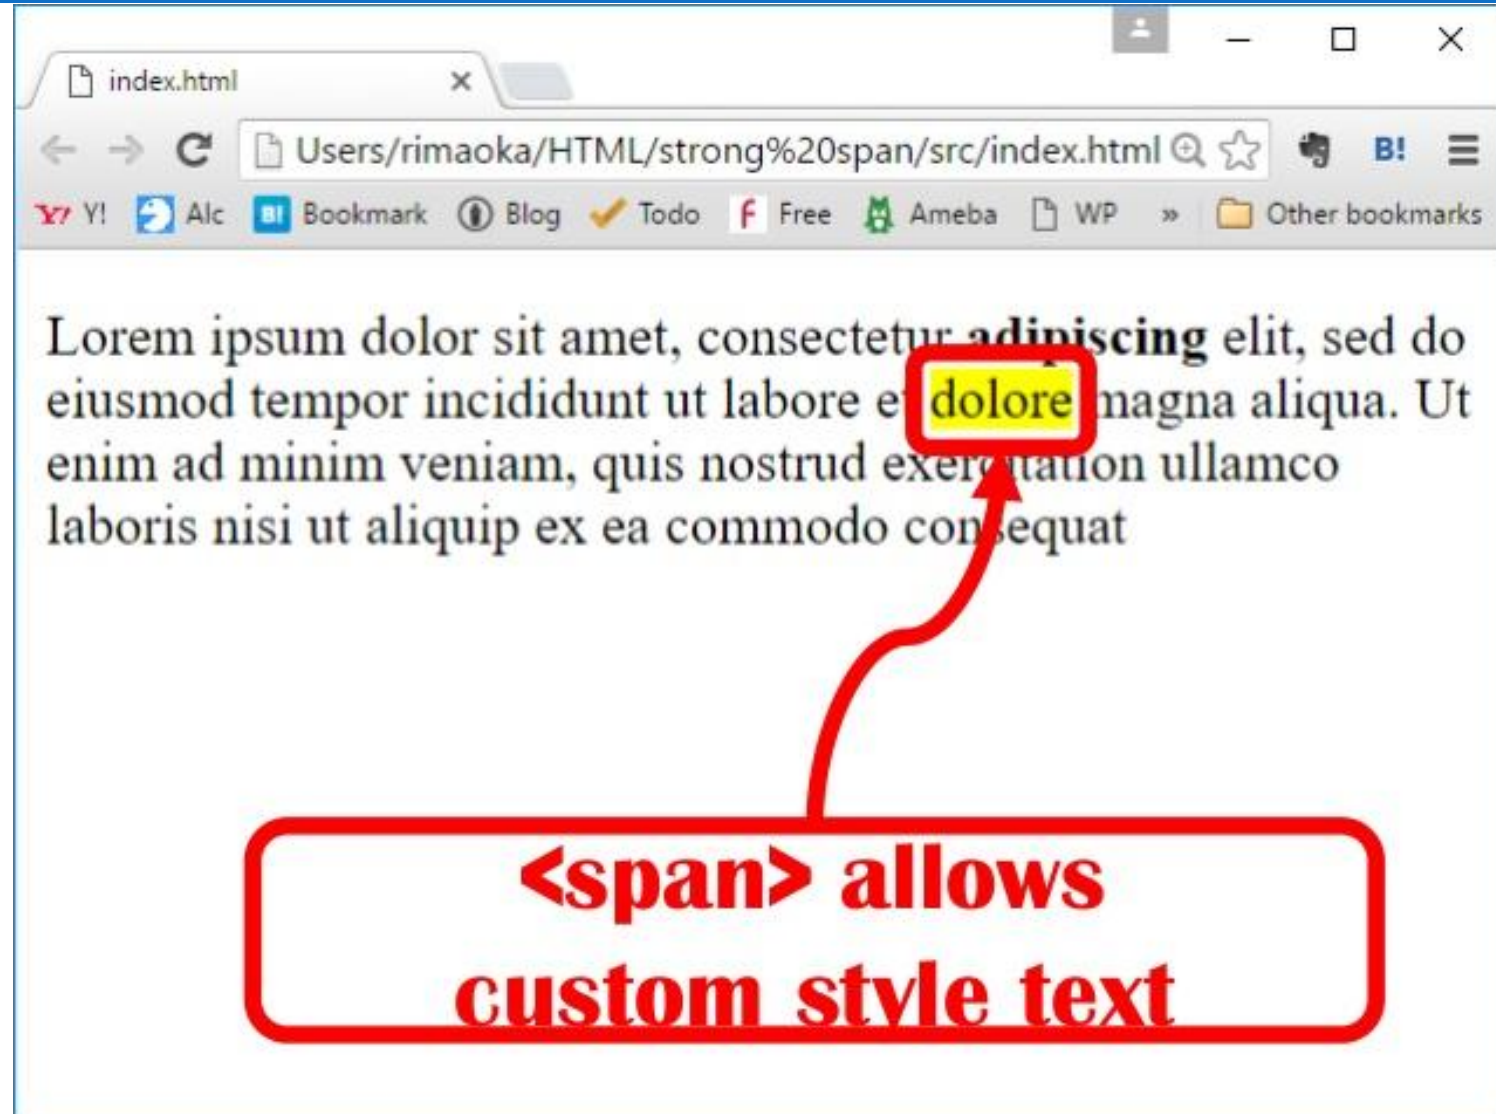 index.html
Users/rimaoka/HTML/strong%20span/src/index.html B!
Y! Y! Alc B! Bookmark Blog Todo f Free Ameba WP » Other bookmarks
Lorem ipsum dolor sit amet, consectetur adipiscing elit, sed do
eiusmod tempor incididunt ut labore et dolore magna aliqua. Ut
enim ad minim veniam, quis nostrud exercitation ullamco
laboris nisi ut aliquip ex ea commodo consequat
<span> allows
custom style text